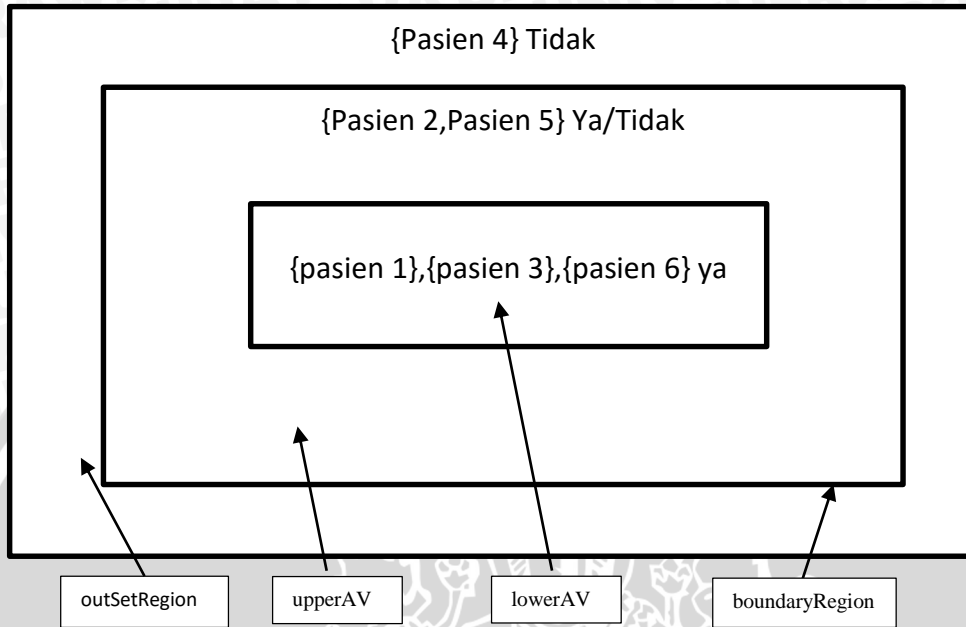 {Pasien 4} Tidak
{Pasien 2,Pasien 5} Ya/Tidak
{pasien 1},{pasien 3},{pasien 6} ya
outSetRegion
upperAV
lowerAV
boundaryRegion